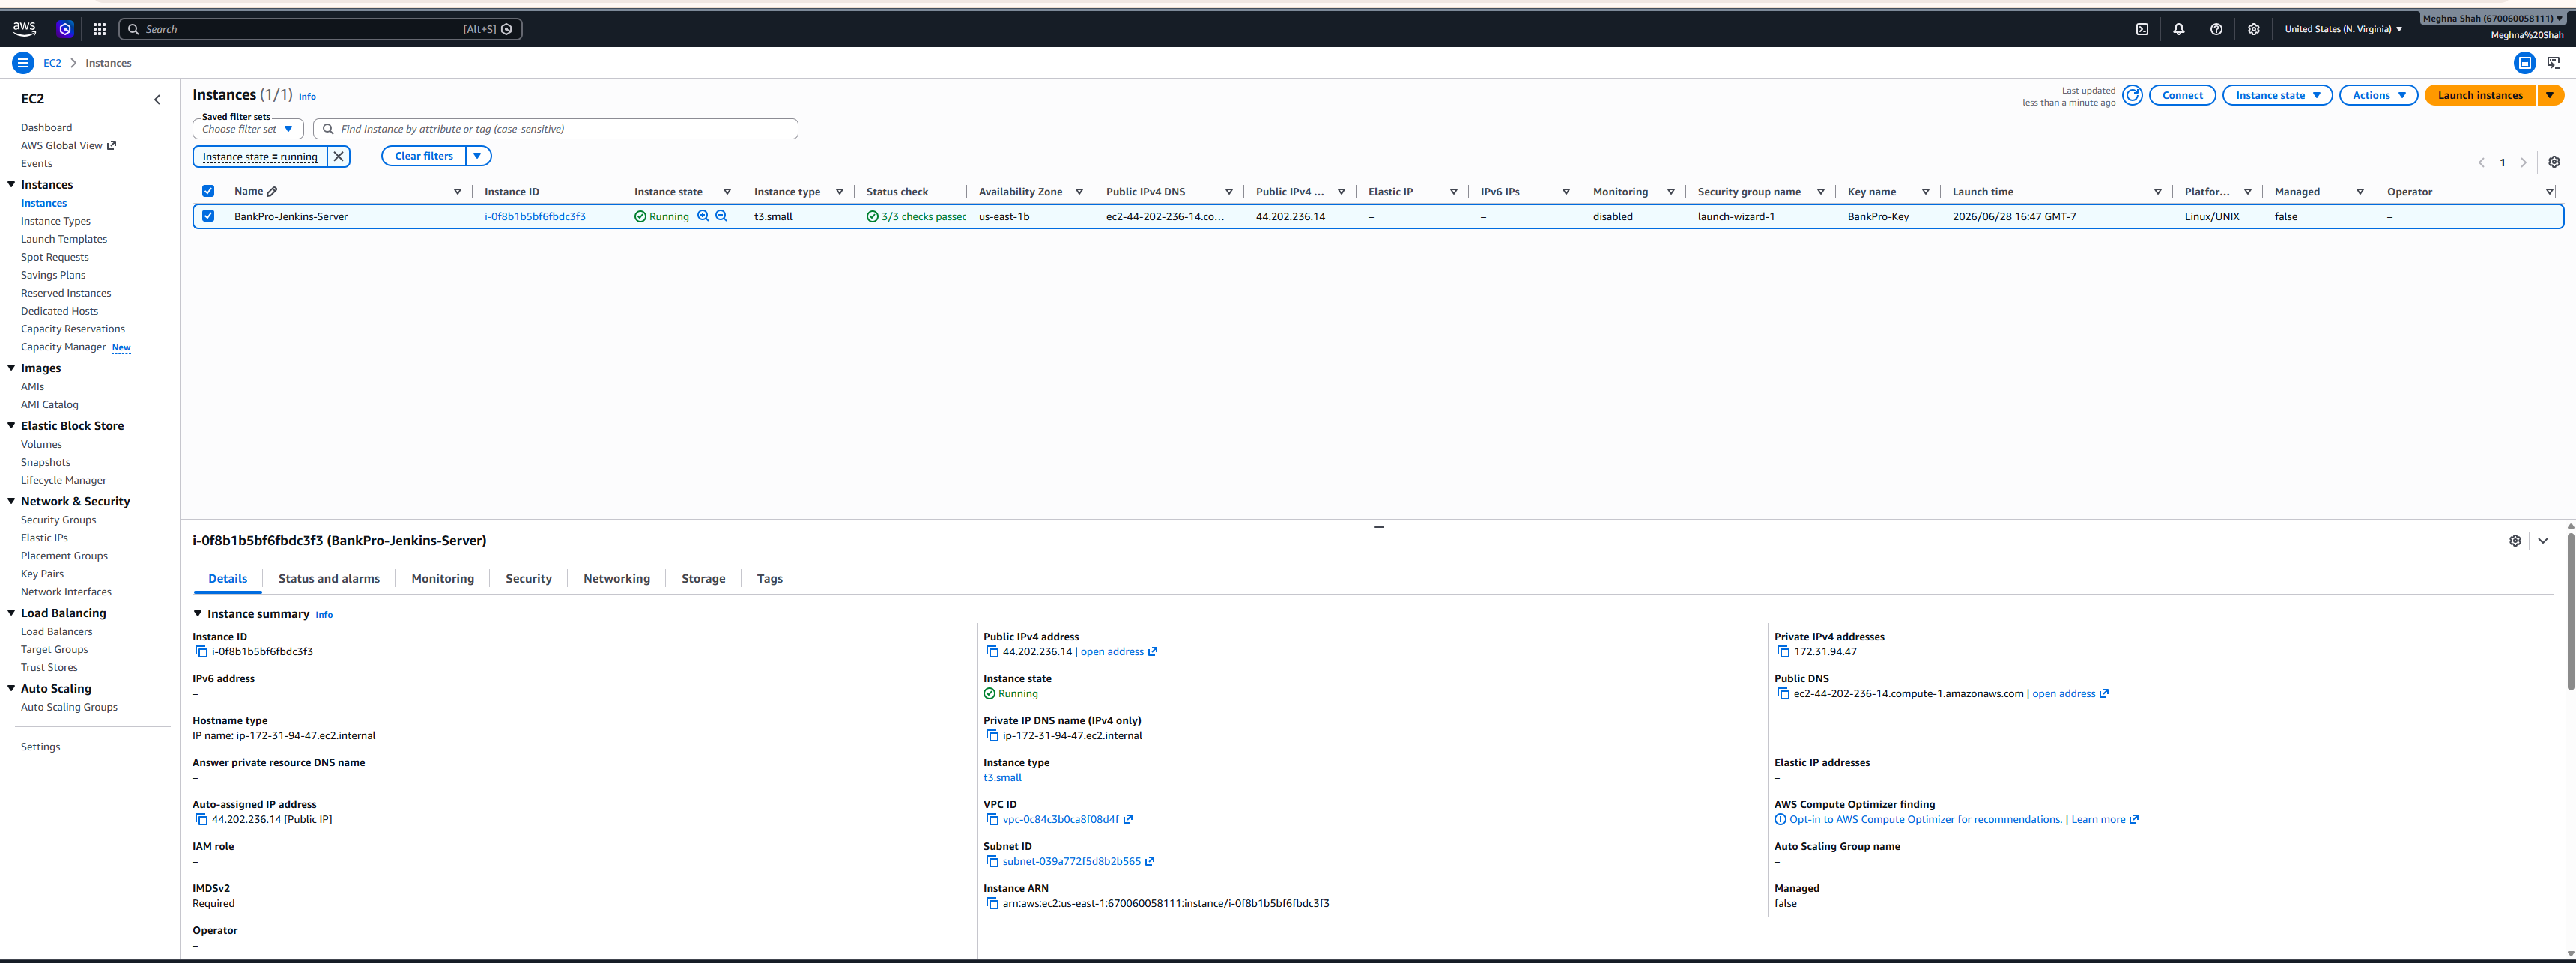 aws
Search [Alt+S]
United States (N. Virginia)
Meghna Shah (670060058111)
Meghna%20Shah
EC2 > Instances
EC2
Dashboard
AWS Global View
Events
Instances
Instances
Instance Types
Launch Templates
Spot Requests
Savings Plans
Reserved Instances
Dedicated Hosts
Capacity Reservations
Capacity Manager New
Images
AMIs
AMI Catalog
Elastic Block Store
Volumes
Snapshots
Lifecycle Manager
Network & Security
Security Groups
Elastic IPs
Placement Groups
Key Pairs
Network Interfaces
Load Balancing
Load Balancers
Target Groups
Trust Stores
Auto Scaling
Auto Scaling Groups
Settings
Instances (1/1) Info
Last updated
less than a minute ago
Connect Instance state Actions Launch instances
Saved filter sets
Choose filter set Find Instance by attribute or tag (case-sensitive)
Instance state = running Clear filters
1
Name Instance ID Instance state Instance type Status check Availability Zone Public IPv4 DNS Public IPv4 ... Elastic IP IPv6 IPs Monitoring Security group name Key name Launch time Platfor... Managed Operator
BankPro-Jenkins-Server i-0f8b1b5bf6fbdc3f3 Running t3.small 3/3 checks passec us-east-1b ec2-44-202-236-14.co... 44.202.236.14 – – disabled launch-wizard-1 BankPro-Key 2026/06/28 16:47 GMT-7 Linux/UNIX false –
i-0f8b1b5bf6fbdc3f3 (BankPro-Jenkins-Server)
Details Status and alarms Monitoring Security Networking Storage Tags
Instance summary Info
Instance ID
i-0f8b1b5bf6fbdc3f3
IPv6 address
–
Hostname type
IP name: ip-172-31-94-47.ec2.internal
Answer private resource DNS name
–
Auto-assigned IP address
44.202.236.14 [Public IP]
IAM role
–
IMDSv2
Required
Operator
–
Public IPv4 address
44.202.236.14 | open address
Instance state
Running
Private IP DNS name (IPv4 only)
ip-172-31-94-47.ec2.internal
Instance type
t3.small
VPC ID
vpc-0c84c3b0ca8f08d4f
Subnet ID
subnet-039a772f5d8b2b565
Instance ARN
arn:aws:ec2:us-east-1:670060058111:instance/i-0f8b1b5bf6fbdc3f3
Private IPv4 addresses
172.31.94.47
Public DNS
ec2-44-202-236-14.compute-1.amazonaws.com | open address
Elastic IP addresses
–
AWS Compute Optimizer finding
Opt-in to AWS Compute Optimizer for recommendations. | Learn more
Auto Scaling Group name
–
Managed
false